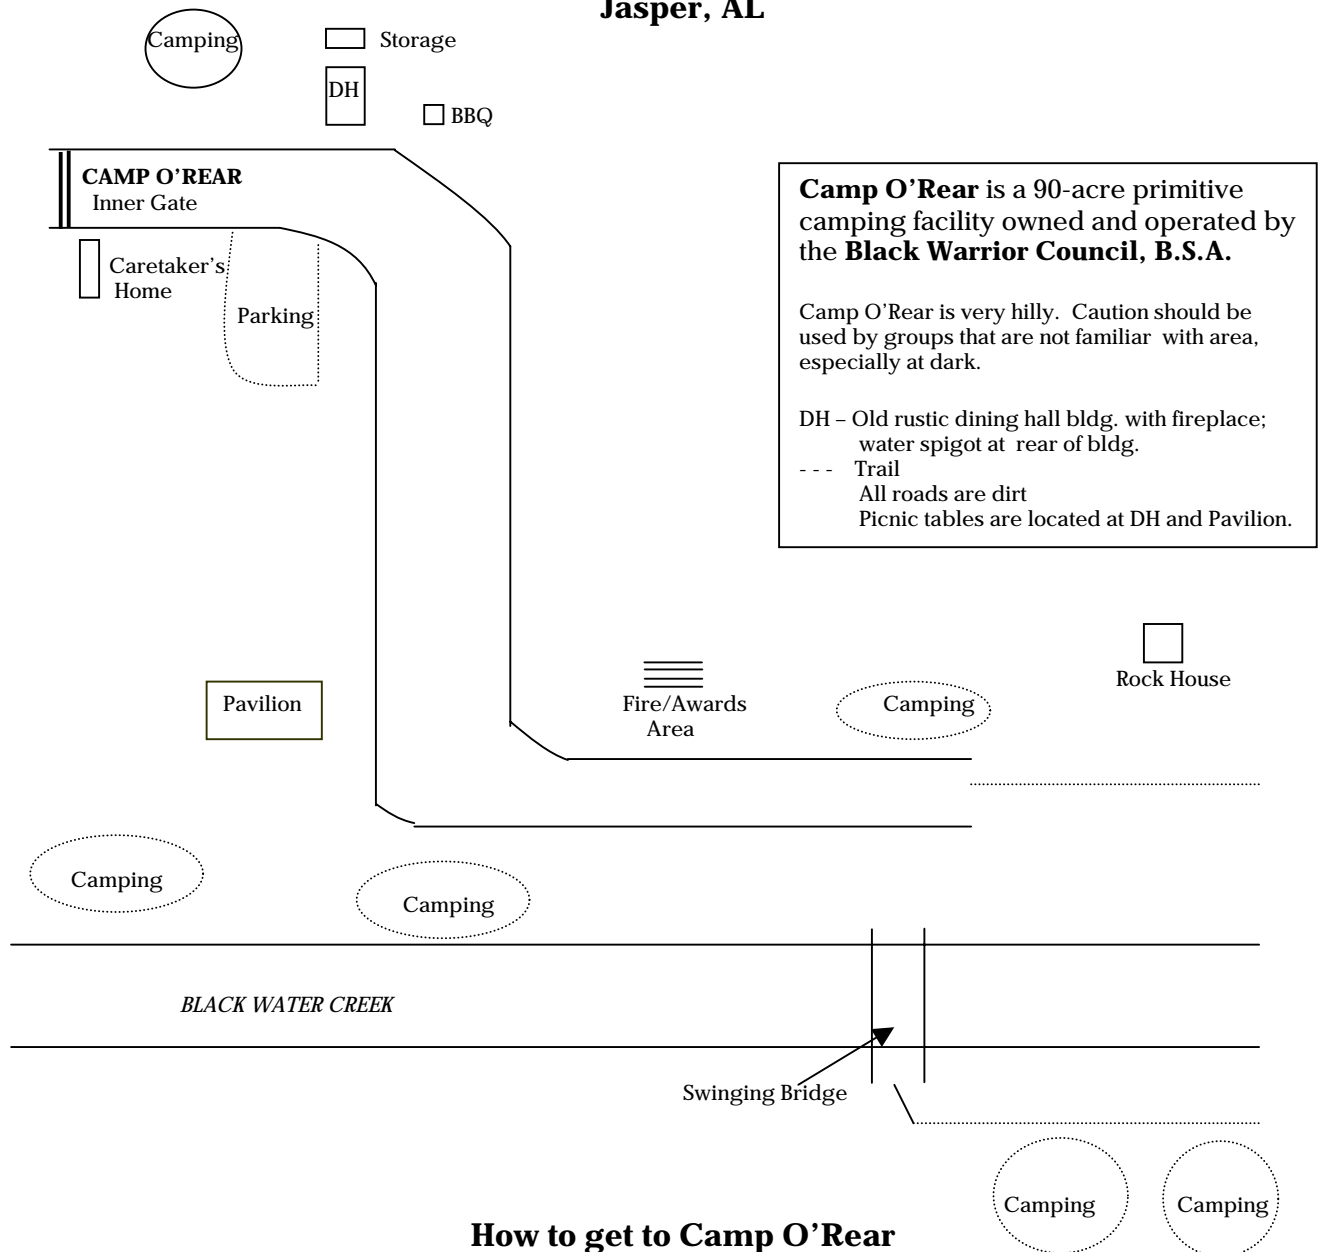 Jasper, AL
Camping
Storage
DH
BBQ
CAMP O’REAR
Inner Gate
Caretaker’s
Home
Parking
Camp O’Rear is a 90-acre primitive
camping facility owned and operated by
the Black Warrior Council, B.S.A.
Camp O’Rear is very hilly.  Caution should be
used by groups that are not familiar  with area,
especially at dark.
DH – Old rustic dining hall bldg. with fireplace;
water spigot at  rear of bldg.
- - -   Trail
All roads are dirt
Picnic tables are located at DH and Pavilion.
Rock House
Pavilion
Fire/Awards
Area
Camping
Camping
Camping
BLACK WATER CREEK
Swinging Bridge
Camping
Camping
How to get to Camp O’Rear